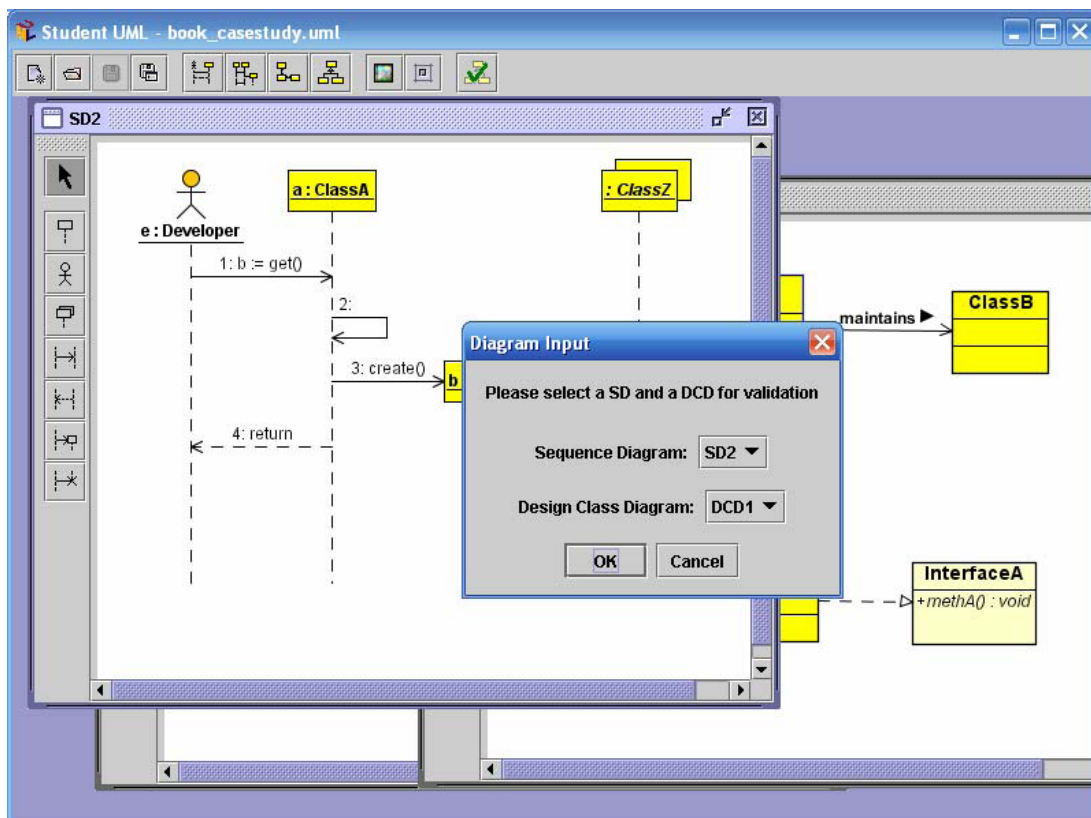 Student UML - book_casestudy.uml
SD2
a : ClassA
: ClassZ
e : Developer
1: b := get()
2:
3: create()
b
4: return
ClassB
maintains
Diagram Input
Please select a SD and a DCD for validation
Sequence Diagram: SD2
Design Class Diagram: DCD1
OK Cancel
InterfaceA
+methA() : void